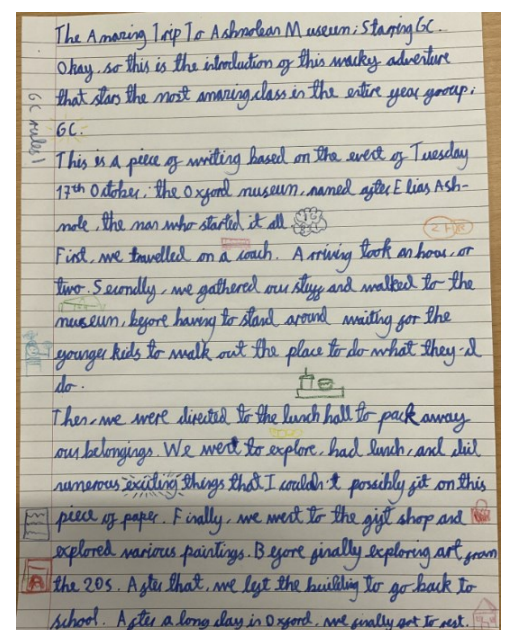 The Amazing Trip To Ashmolean Museum; Starring GC.
Okay, so this is the introduction of this wacky adventure
that stars the most amazing class in the entire year group;
GC.
GC rules!
This is a piece of writing based on the event of Tuesday
17th October; the Oxford museum, named after Elias Ash-
mole, the man who started it all
First, we travelled on a coach. Arriving took an hour, or
two. Secondly, we gathered our stuff and walked to the
museum, before having to stand around waiting for the
younger kids to walk out the place to do what they'd
do.
Then, we were directed to the lunch hall to pack away
our belongings. We went to explore, had lunch, and did
numerous exciting things that I couldn't possibly fit on this
piece of paper. Finally, we went to the gift shop and
explored various paintings. Before finally exploring art from
the 20s. After that, we left the building to go back to
school. After a long day in Oxford, we finally got to rest.